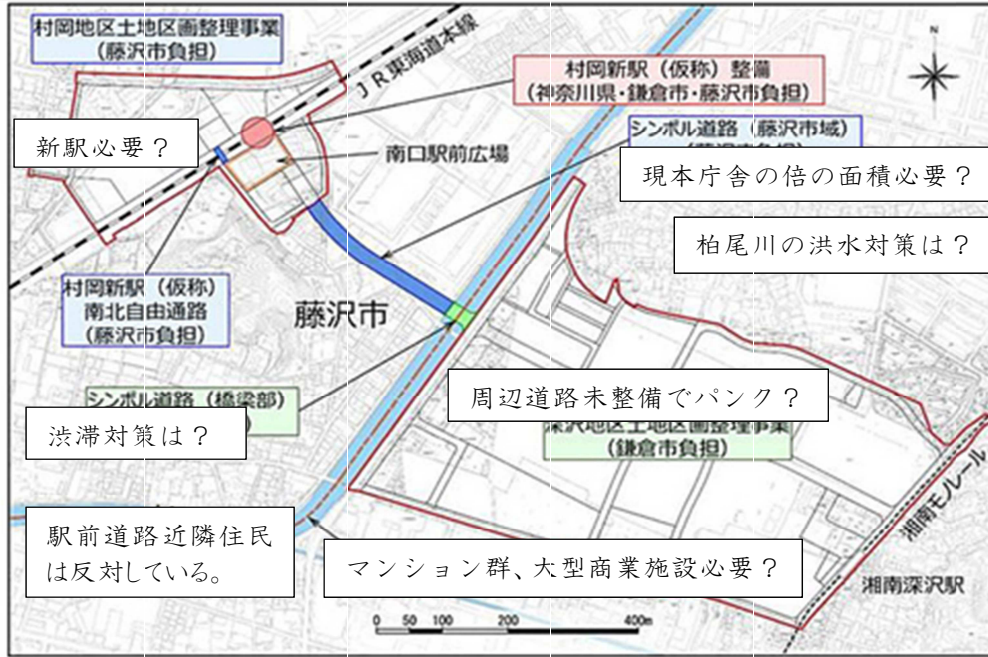 村岡地区土地区画整理事業
(藤沢市負担)
JR東海道本線
N
村岡新駅(仮称)整備
(神奈川県・鎌倉市・藤沢市負担)
シンボル道路(藤沢市域)
新駅必要?
南口駅前広場
現本庁舎の倍の面積必要?
柏尾川の洪水対策は?
村岡新駅(仮称)
南北自由通路
(藤沢市負担)
藤沢市
シンボル道路(橋梁部)
渋滞対策は?
周辺道路未整備でパンク?
深沢地区土地区画整理事業
(鎌倉市負担)
湘南モノレール
駅前道路近隣住民
は反対している。
マンション群、大型商業施設必要?
湘南深沢駅
0 50 100 200 400m